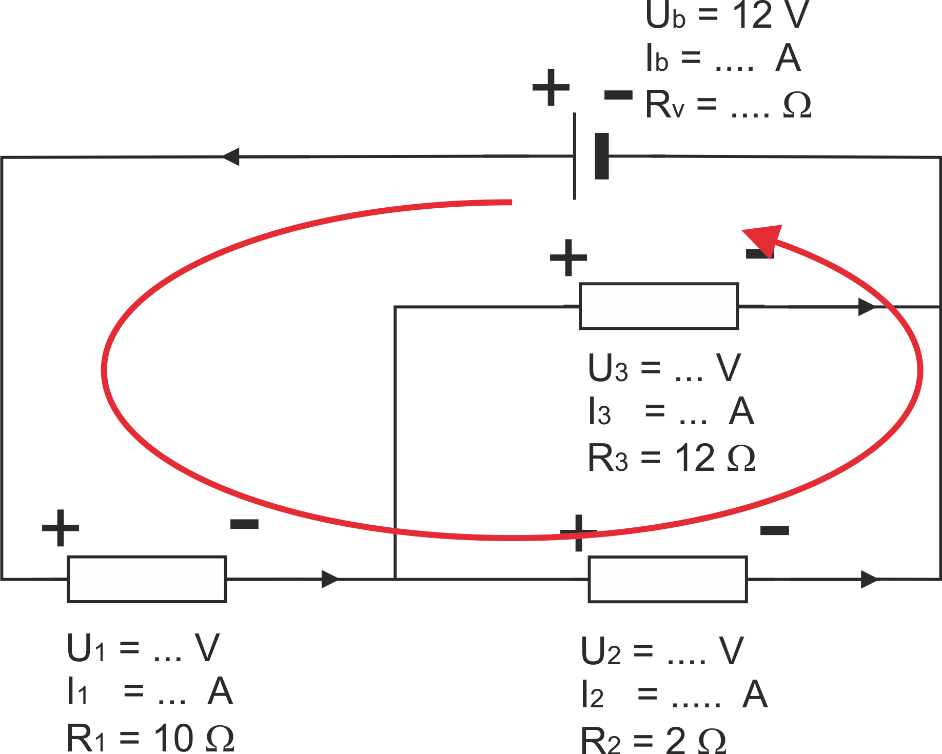 Ub = 12 V
Ib = .... A
Rv = .... Ω
+ -
+ -
U3 = ... V
I3 = ... A
R3 = 12 Ω
+ - + -
U1 = ... V
I1 = ... A
R1 = 10 Ω
U2 = .... V
I2 = ..... A
R2 = 2 Ω